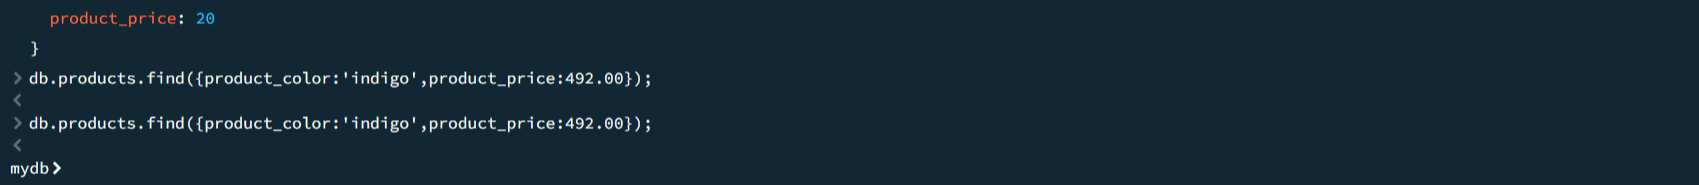 product_price: 20
}
> db.products.find({product_color:'indigo',product_price:492.00});
<
> db.products.find({product_color:'indigo',product_price:492.00});
<
mydb>